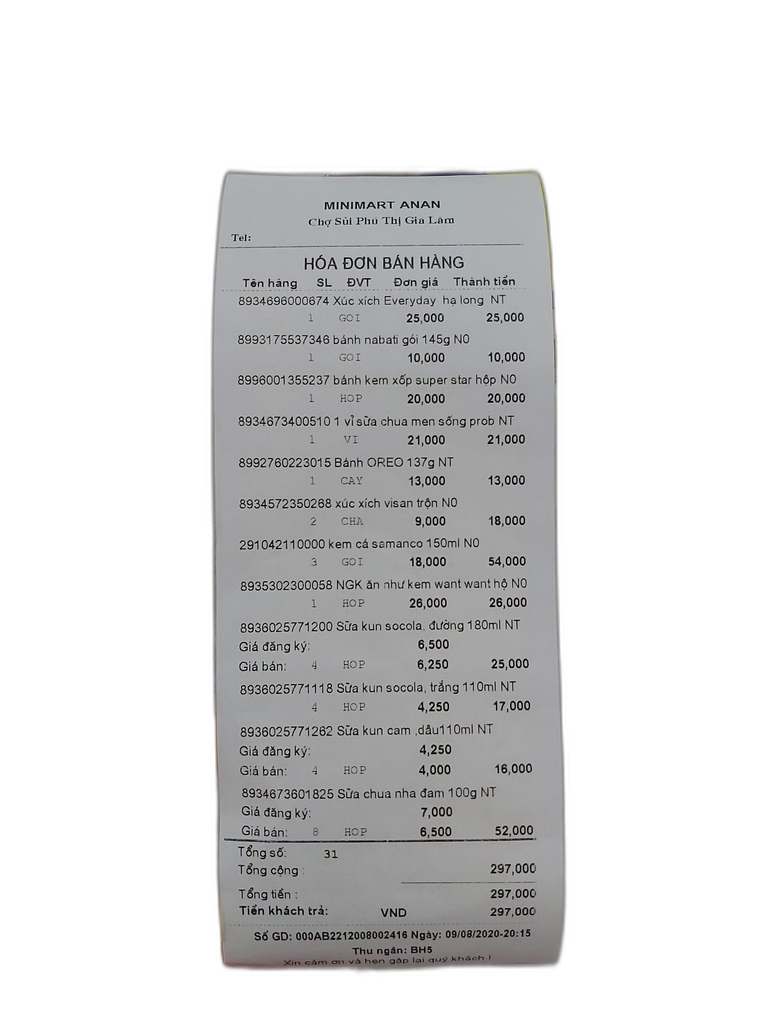 MINIMART ANAN
Chợ Sủi Phú Thị Gia Lâm
Tel:
HÓA ĐƠN BÁN HÀNG
Tên hàng SL ĐVT Đơn giá Thành tiền
8934696000674 Xúc xích Everyday hạ long NT
1 GOI 25,000 25,000
8993175537346 bánh nabati gói 145g N0
1 GOI 10,000 10,000
8996001355237 bánh kem xốp super star hộp N0
1 HOP 20,000 20,000
8934673400510 1 vỉ sữa chua men sống prob NT
1 VI 21,000 21,000
8992760223015 Bánh OREO 137g NT
1 CAY 13,000 13,000
8934572350268 xúc xích visan trộn N0
2 CHA 9,000 18,000
291042110000 kem cá samanco 150ml N0
3 GOI 18,000 54,000
8935302300058 NGK ăn như kem want want hộ N0
1 HOP 26,000 26,000
8936025771200 Sữa kun socola, đường 180ml NT
Giá đăng ký: 6,500
Giá bán: 4 HOP 6,250 25,000
8936025771118 Sữa kun socola, trắng 110ml NT
4 HOP 4,250 17,000
8936025771262 Sữa kun cam ,dâu110ml NT
Giá đăng ký: 4,250
Giá bán: 4 HOP 4,000 16,000
8934673601825 Sữa chua nha đam 100g NT
Giá đăng ký: 7,000
Giá bán: 8 HOP 6,500 52,000
Tổng số: 31
Tổng cộng : 297,000
Tổng tiền : 297,000
Tiền khách trả: VND 297,000
Số GD: 000AB2212008002416 Ngày: 09/08/2020-20:15
Thu ngân: BH5
Xin cảm ơn và hẹn gặp lại quý khách !